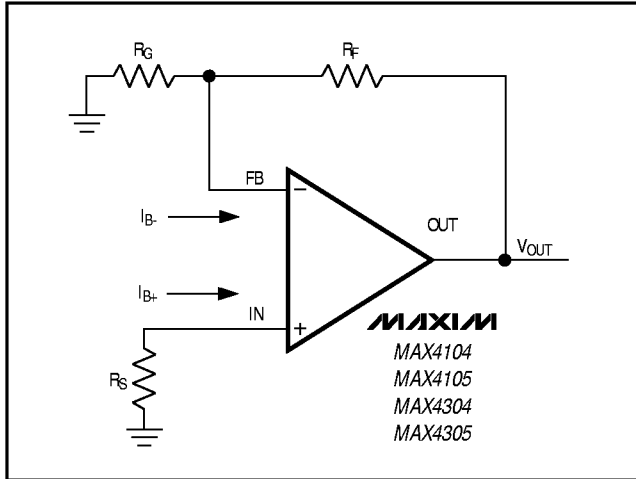 RG
RF
FB
−
IB-
OUT
VOUT
IB+
IN
+
MAXIM
RS
MAX4104
MAX4105
MAX4304
MAX4305